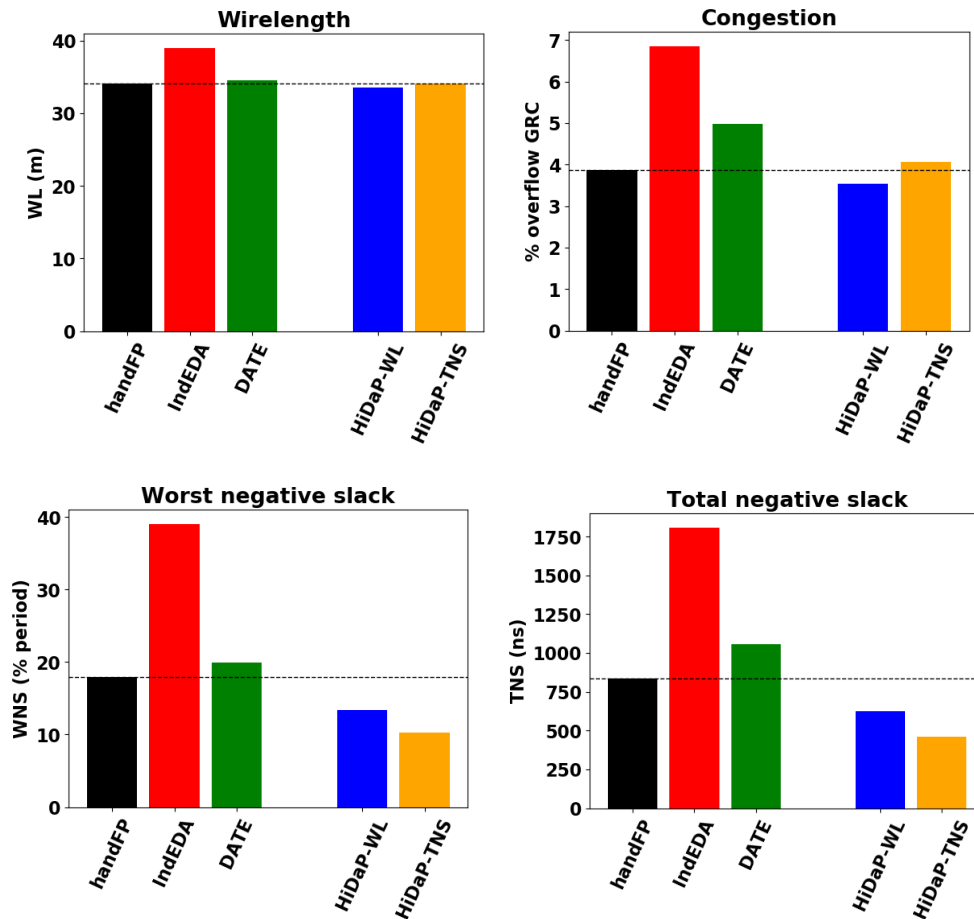 Wirelength
WL (m)
40
30
20
10
0
handFP
IndEDA
DATE
HiDaP-WL
HiDaP-TNS
Congestion
% overflow GRC
7
6
5
4
3
2
1
0
handFP
IndEDA
DATE
HiDaP-WL
HiDaP-TNS
Worst negative slack
WNS (% period)
40
30
20
10
0
handFP
IndEDA
DATE
HiDaP-WL
HiDaP-TNS
Total negative slack
TNS (ns)
1750
1500
1250
1000
750
500
250
0
handFP
IndEDA
DATE
HiDaP-WL
HiDaP-TNS